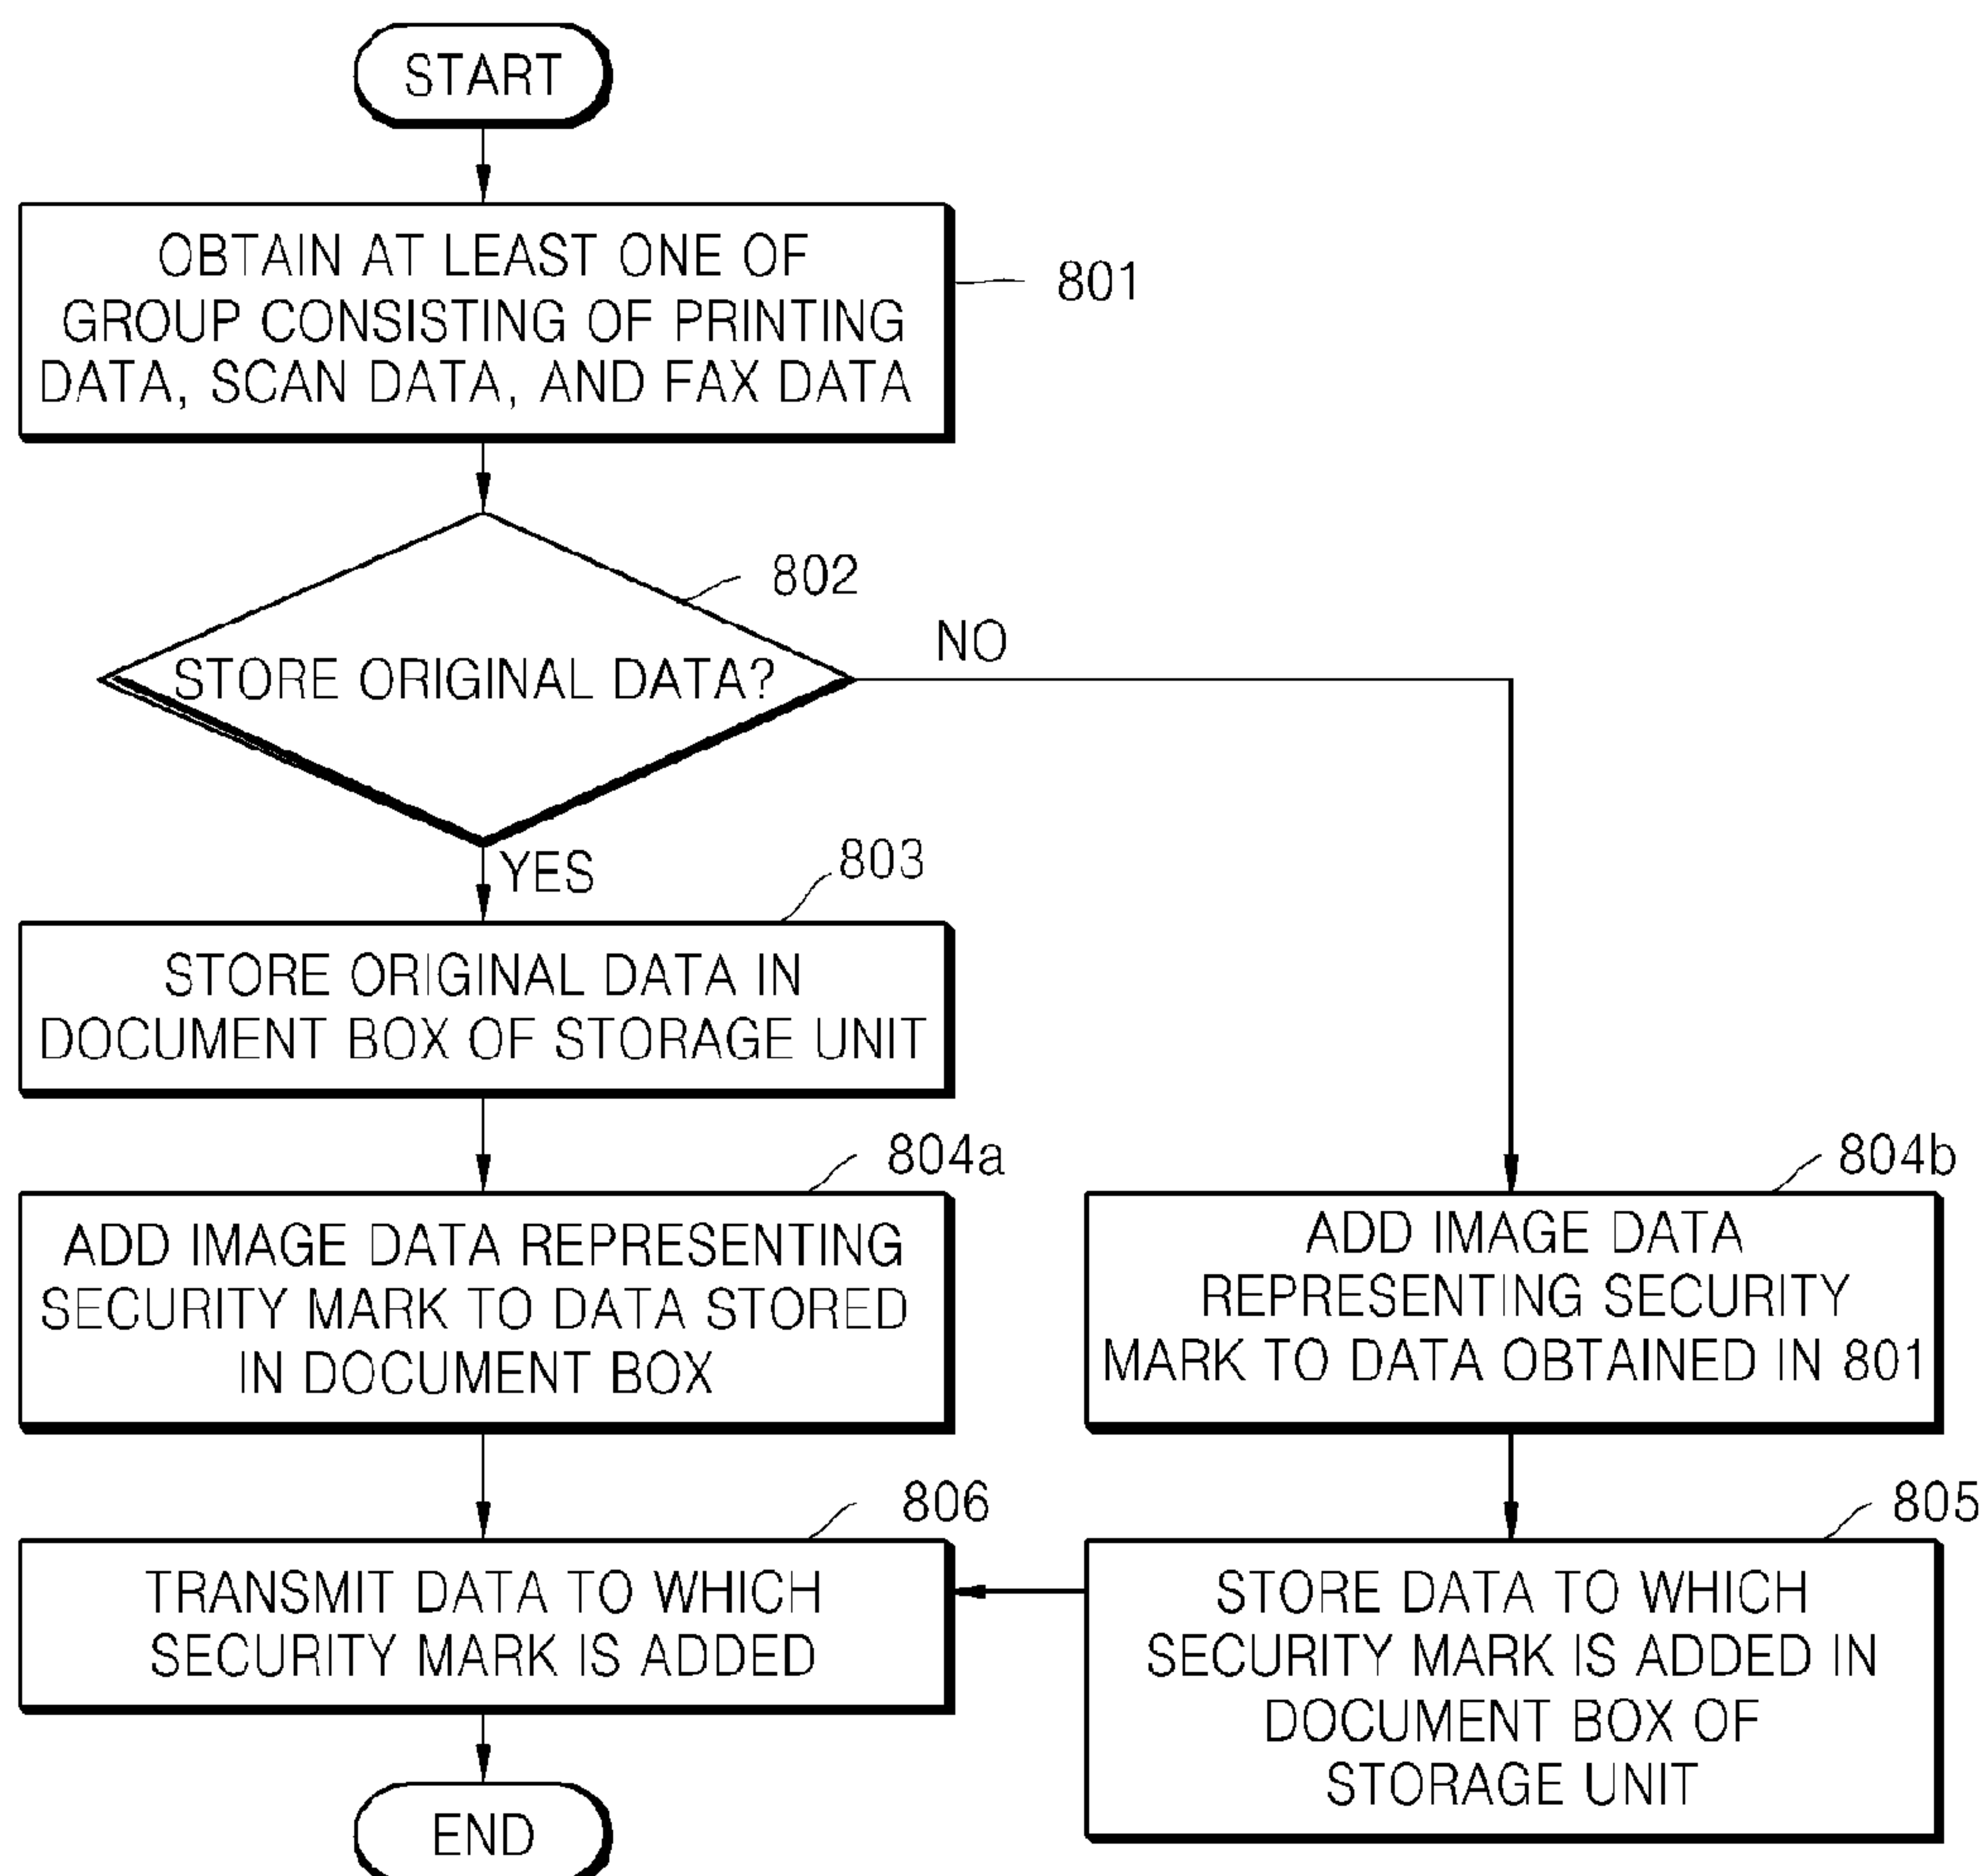 START
OBTAIN AT LEAST ONE OF
GROUP CONSISTING OF PRINTING
DATA, SCAN DATA, AND FAX DATA
801
802
STORE ORIGINAL DATA?
NO
YES
803
STORE ORIGINAL DATA IN
DOCUMENT BOX OF STORAGE UNIT
804a
ADD IMAGE DATA REPRESENTING
SECURITY MARK TO DATA STORED
IN DOCUMENT BOX
804b
ADD IMAGE DATA
REPRESENTING SECURITY
MARK TO DATA OBTAINED IN 801
806
TRANSMIT DATA TO WHICH
SECURITY MARK IS ADDED
805
STORE DATA TO WHICH
SECURITY MARK IS ADDED IN
DOCUMENT BOX OF
STORAGE UNIT
END